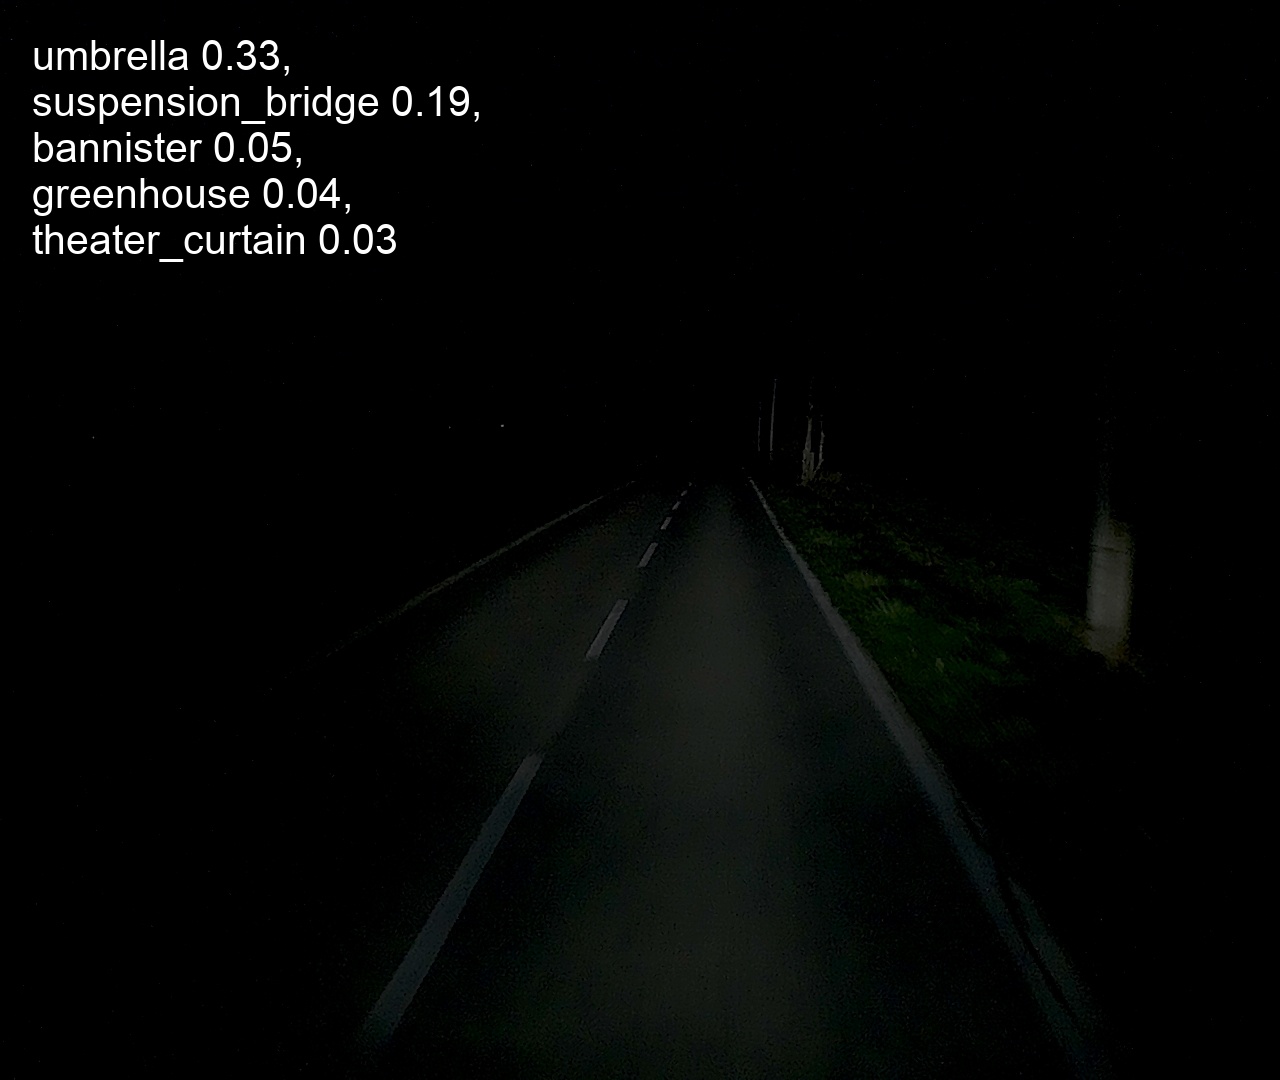 umbrella 0.33,
suspension_bridge 0.19,
bannister 0.05,
greenhouse 0.04,
theater_curtain 0.03